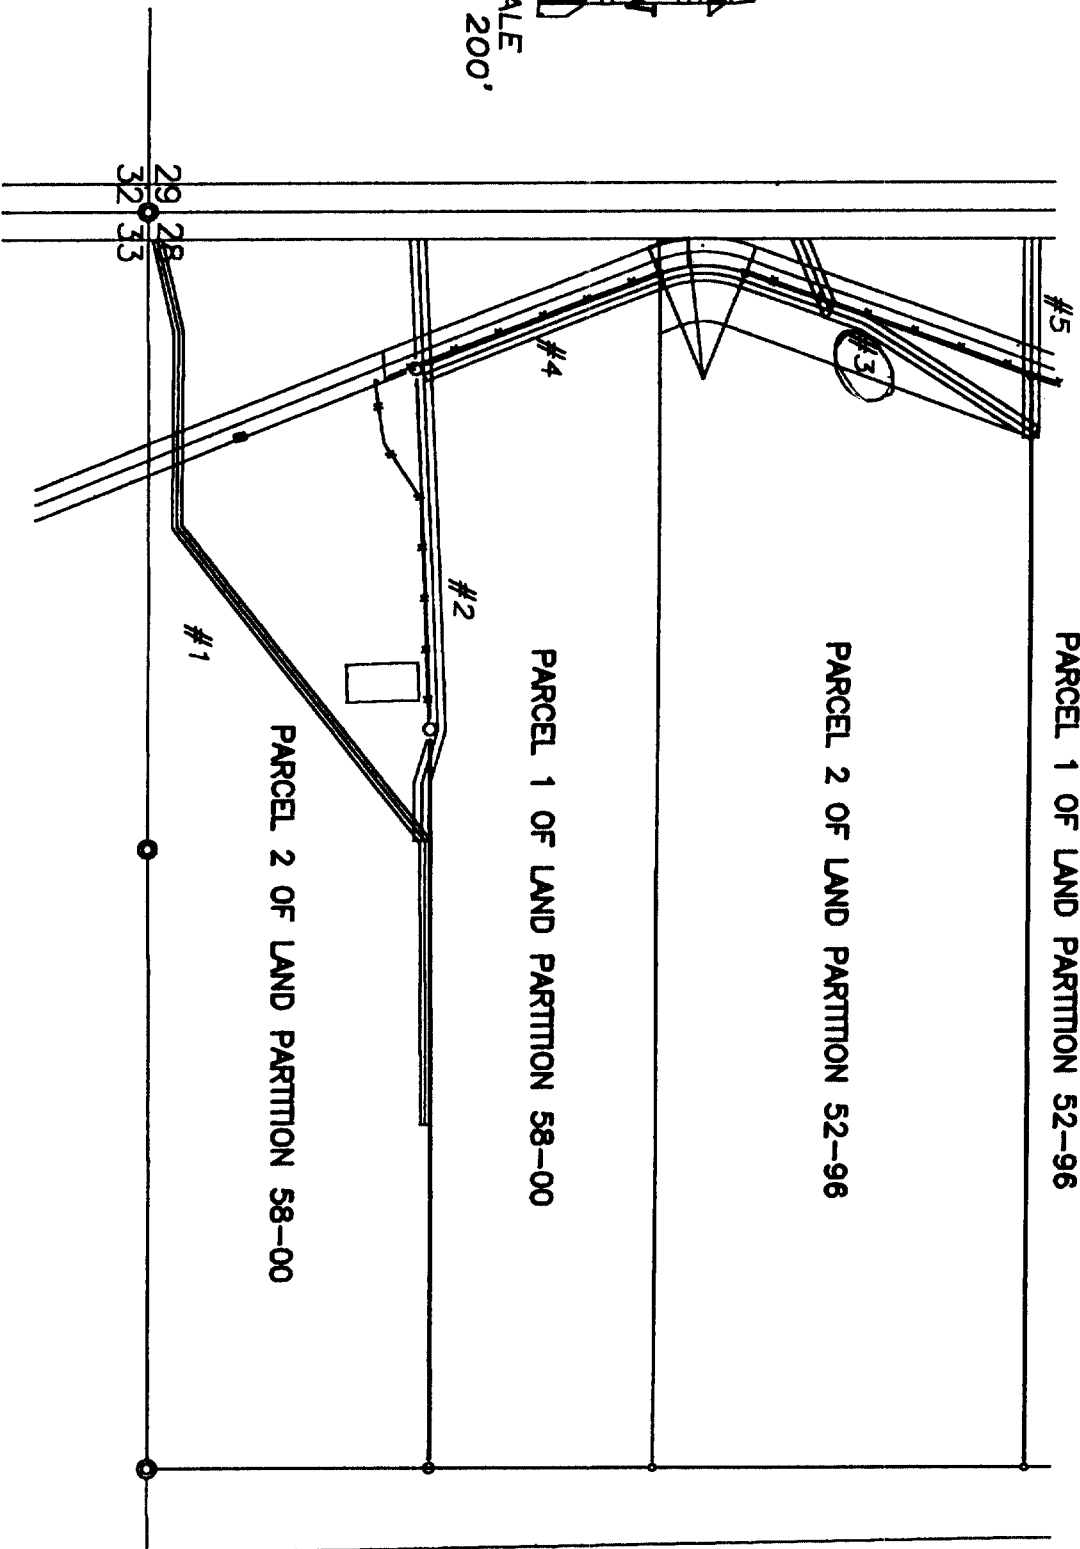 ALE
200'
29 28
32 33
#5
#3
#4
#2
#1
PARCEL 1 OF LAND PARTITION 52-96
PARCEL 2 OF LAND PARTITION 52-96
PARCEL 1 OF LAND PARTITION 58-00
PARCEL 2 OF LAND PARTITION 58-00